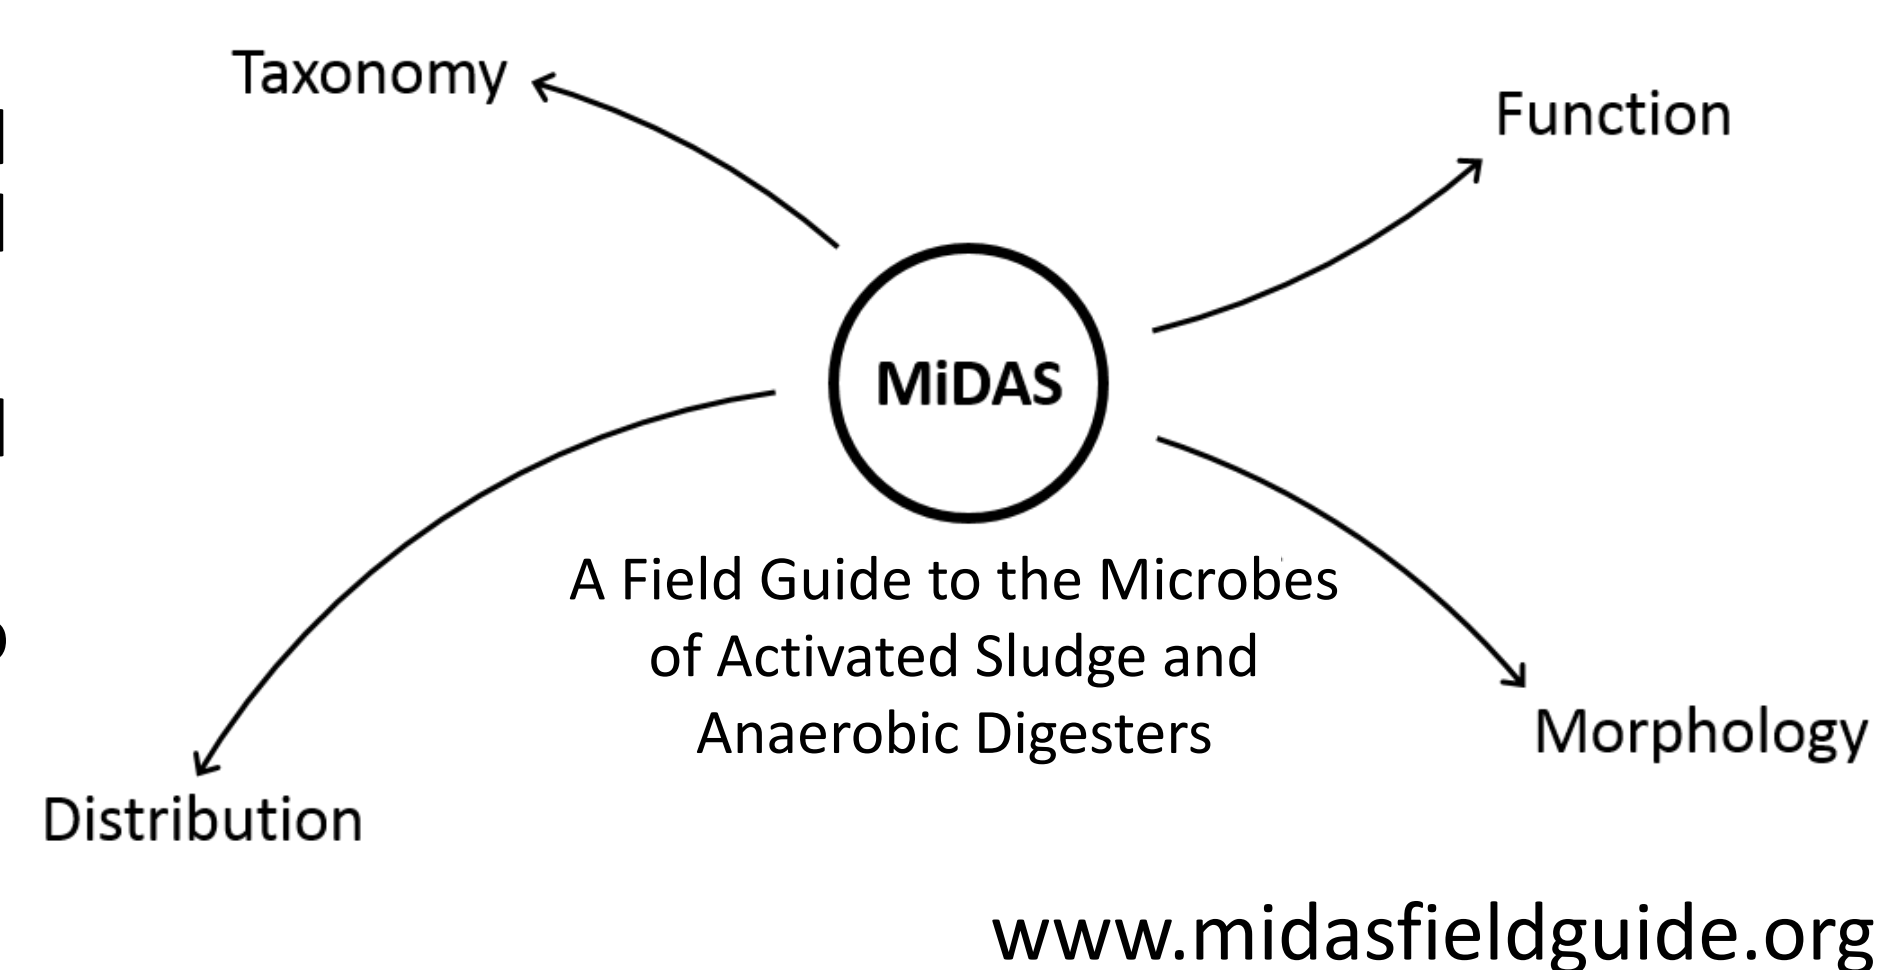 Taxonomy
Function
MiDAS
A Field Guide to the Microbes
of Activated Sludge and
Anaerobic Digesters
Morphology
Distribution
www.midasfieldguide.org